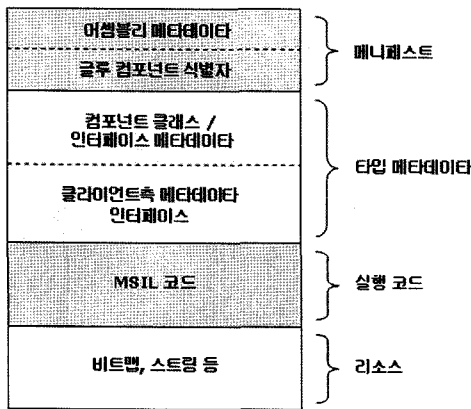 어셈블리 메타데이타
글루 컴포넌트 식별자
메니패스트
컴포넌트 클래스 /
인터페이스 메타데이타
클라이언트측 메타데이타
인터페이스
타입 메타데이타
MSIL 코드
실행 코드
비트맵, 스트링 등
리소스